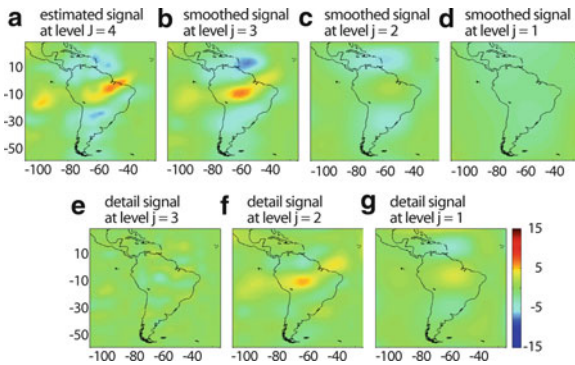 a estimated signal at level J = 4
b smoothed signal at level j = 3
c smoothed signal at level j = 2
d smoothed signal at level j = 1
10
-10
-30
-50
-100 -80 -60 -40
-100 -80 -60 -40
-100 -80 -60 -40
-100 -80 -60 -40
e detail signal at level j = 3
f detail signal at level j = 2
g detail signal at level j = 1
10
-10
-30
-50
-100 -80 -60 -40
-100 -80 -60 -40
-100 -80 -60 -40
15
5
-5
-15